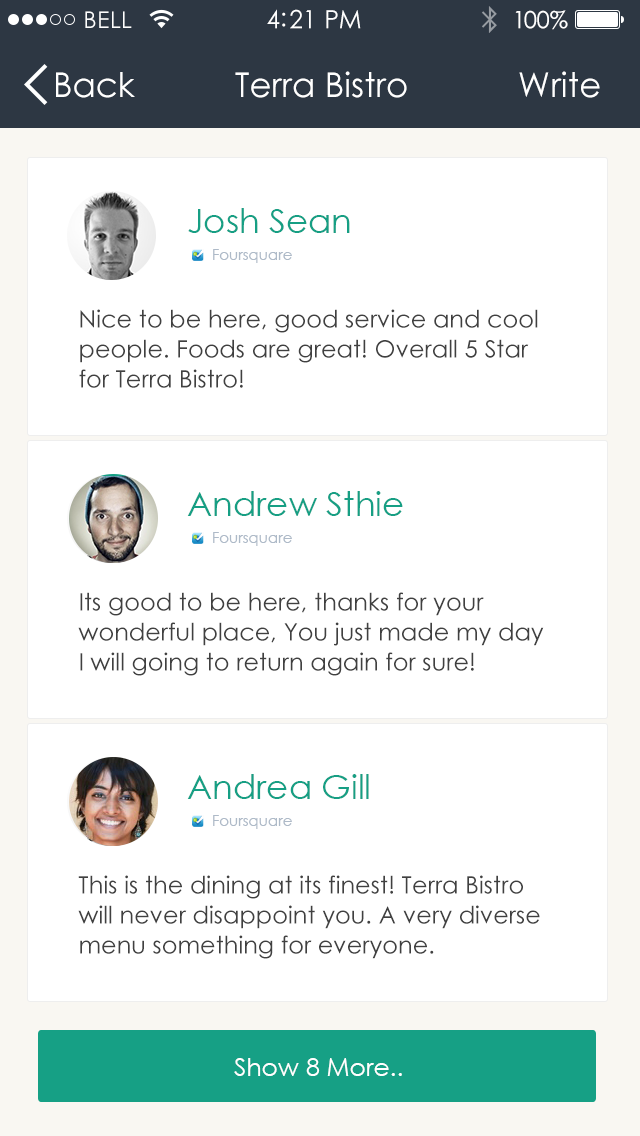 BELL 4:21 PM 100%
Back Terra Bistro Write
Josh Sean
Foursquare
Nice to be here, good service and cool
people. Foods are great! Overall 5 Star
for Terra Bistro!
Andrew Sthie
Foursquare
Its good to be here, thanks for your
wonderful place, You just made my day
I will going to return again for sure!
Andrea Gill
Foursquare
This is the dining at its finest! Terra Bistro
will never disappoint you. A very diverse
menu something for everyone.
Show 8 More..